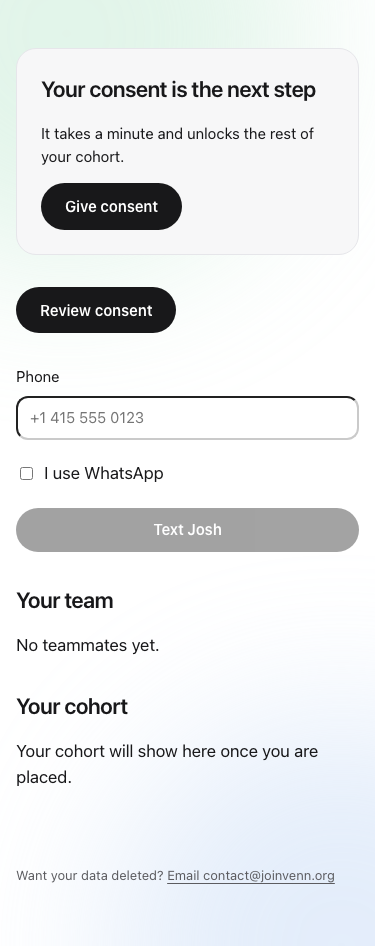 Your consent is the next step
It takes a minute and unlocks the rest of
your cohort.
Give consent
Review consent
Phone
+1 415 555 0123
I use WhatsApp
Text Josh
Your team
No teammates yet.
Your cohort
Your cohort will show here once you are
placed.
Want your data deleted? Email contact@joinvenn.org